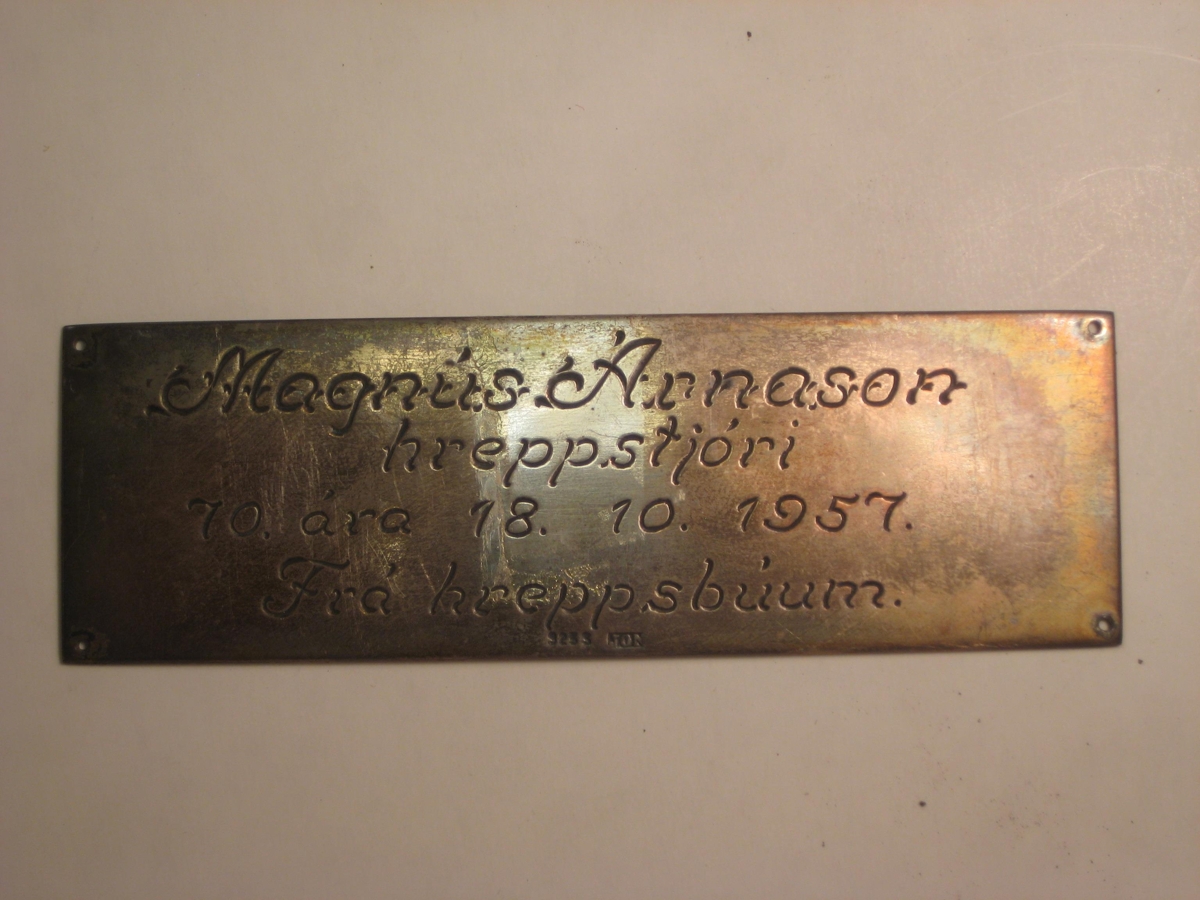 Magnús Árnason
hreppstjóri
70. ára 18. 10. 1957.
Frá hreppsbúum.